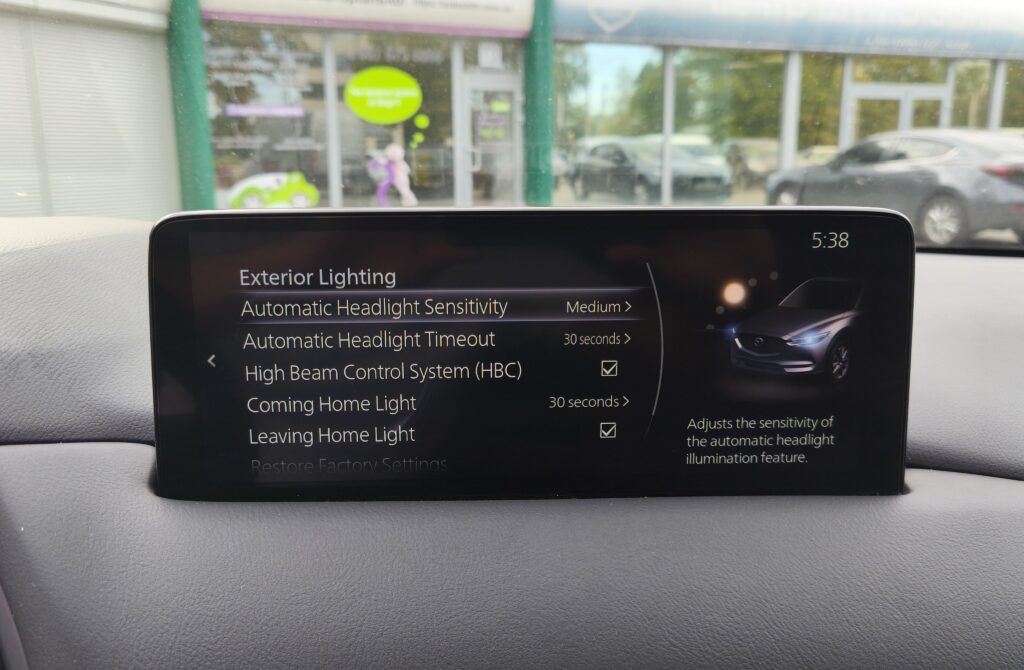 5:38
Exterior Lighting
Automatic Headlight Sensitivity Medium >
Automatic Headlight Timeout 30 seconds >
High Beam Control System (HBC)
Coming Home Light 30 seconds >
Leaving Home Light
Restore Factory Settings
Adjusts the sensitivity of
the automatic headlight
illumination feature.